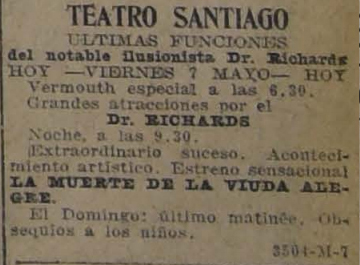 TEATRO SANTIAGO
ULTIMAS FUNCIONES
del notable ilusionista Dr. Richards
HOY —VIERNES 7 MAYO— HOY
Vermouth especial a las 6.30.
Grandes atracciones por el
Dr. RICHARDS
Noche, a las 9.30.
¡Extraordinario suceso. Aconteci-
miento artístico. Estreno sensacional
LA MUERTE DE LA VIUDA ALE-
GRE.
El Domingo: último matinée. Ob-
sequios a los niños.
3504-M-7